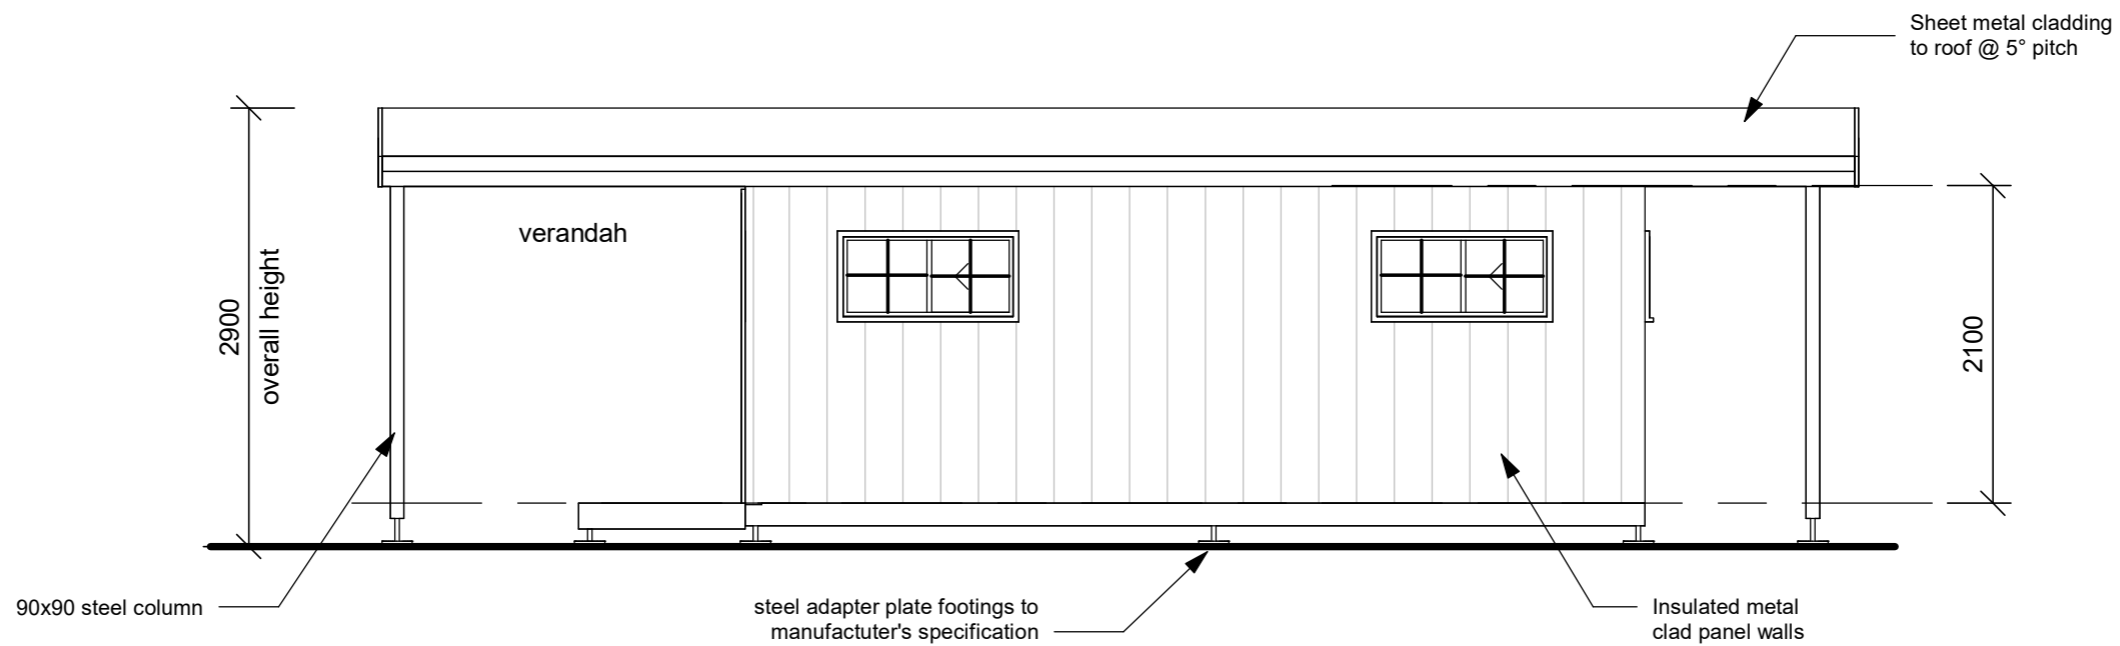 Sheet metal cladding
to roof @ 5° pitch
verandah
2900
overall height
2100
90x90 steel column
steel adapter plate footings to
manufactuter's specification
Insulated metal
clad panel walls